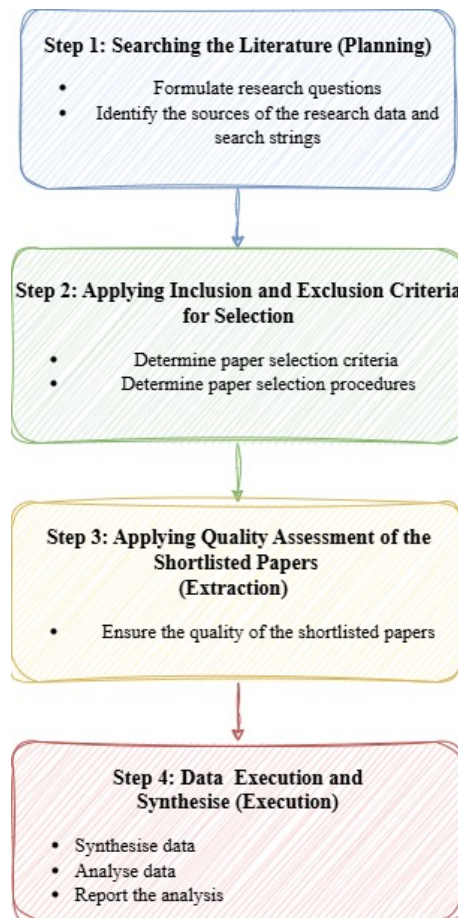 Step 1: Searching the Literature (Planning)
• Formulate research questions
• Identify the sources of the research data and
search strings
Step 2: Applying Inclusion and Exclusion Criteria
for Selection
• Determine paper selection criteria
• Determine paper selection procedures
Step 3: Applying Quality Assessment of the
Shortlisted Papers
(Extraction)
• Ensure the quality of the shortlisted papers
Step 4: Data Execution and
Synthesise (Execution)
• Synthesise data
• Analyse data
• Report the analysis